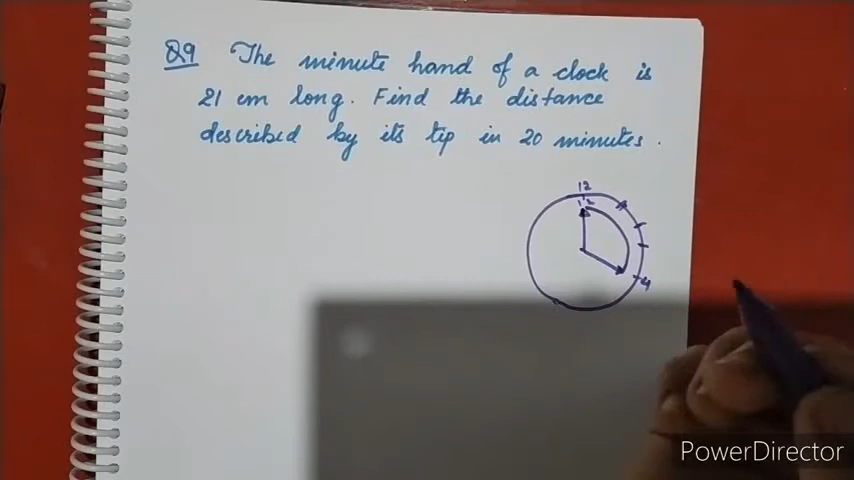 Q9 The minute hand of a clock is
21 cm long. Find the distance
described by its tip in 20 minutes.
12
12
4
PowerDirector